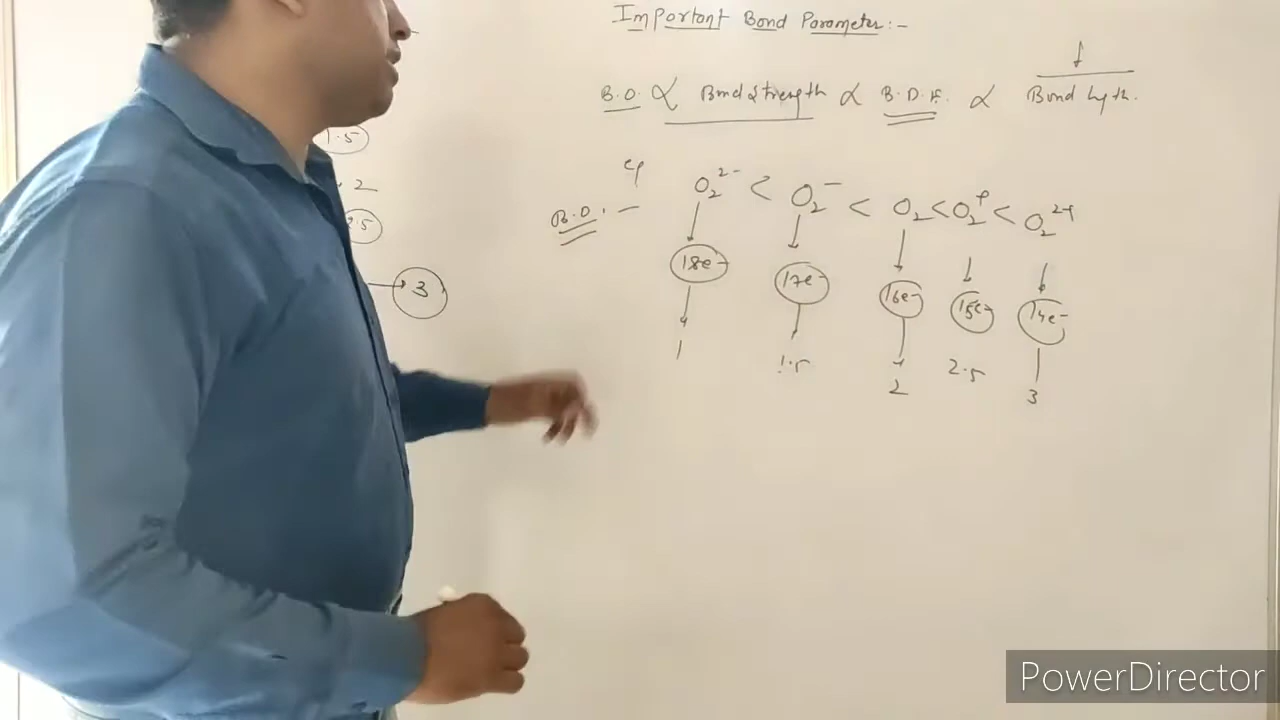 Important Bond Parameter:-
B.O. ∝ Bond Strength ∝ B.D.E. ∝ 1/Bond lgth.
eg
B.O. :- O₂²⁻ < O₂⁻ < O₂ < O₂⁺ < O₂²⁺
18e- 17e- 16e- 15e- 14e-
1 1.5 2 2.5 3
1.5
2
2.5
3
PowerDirector